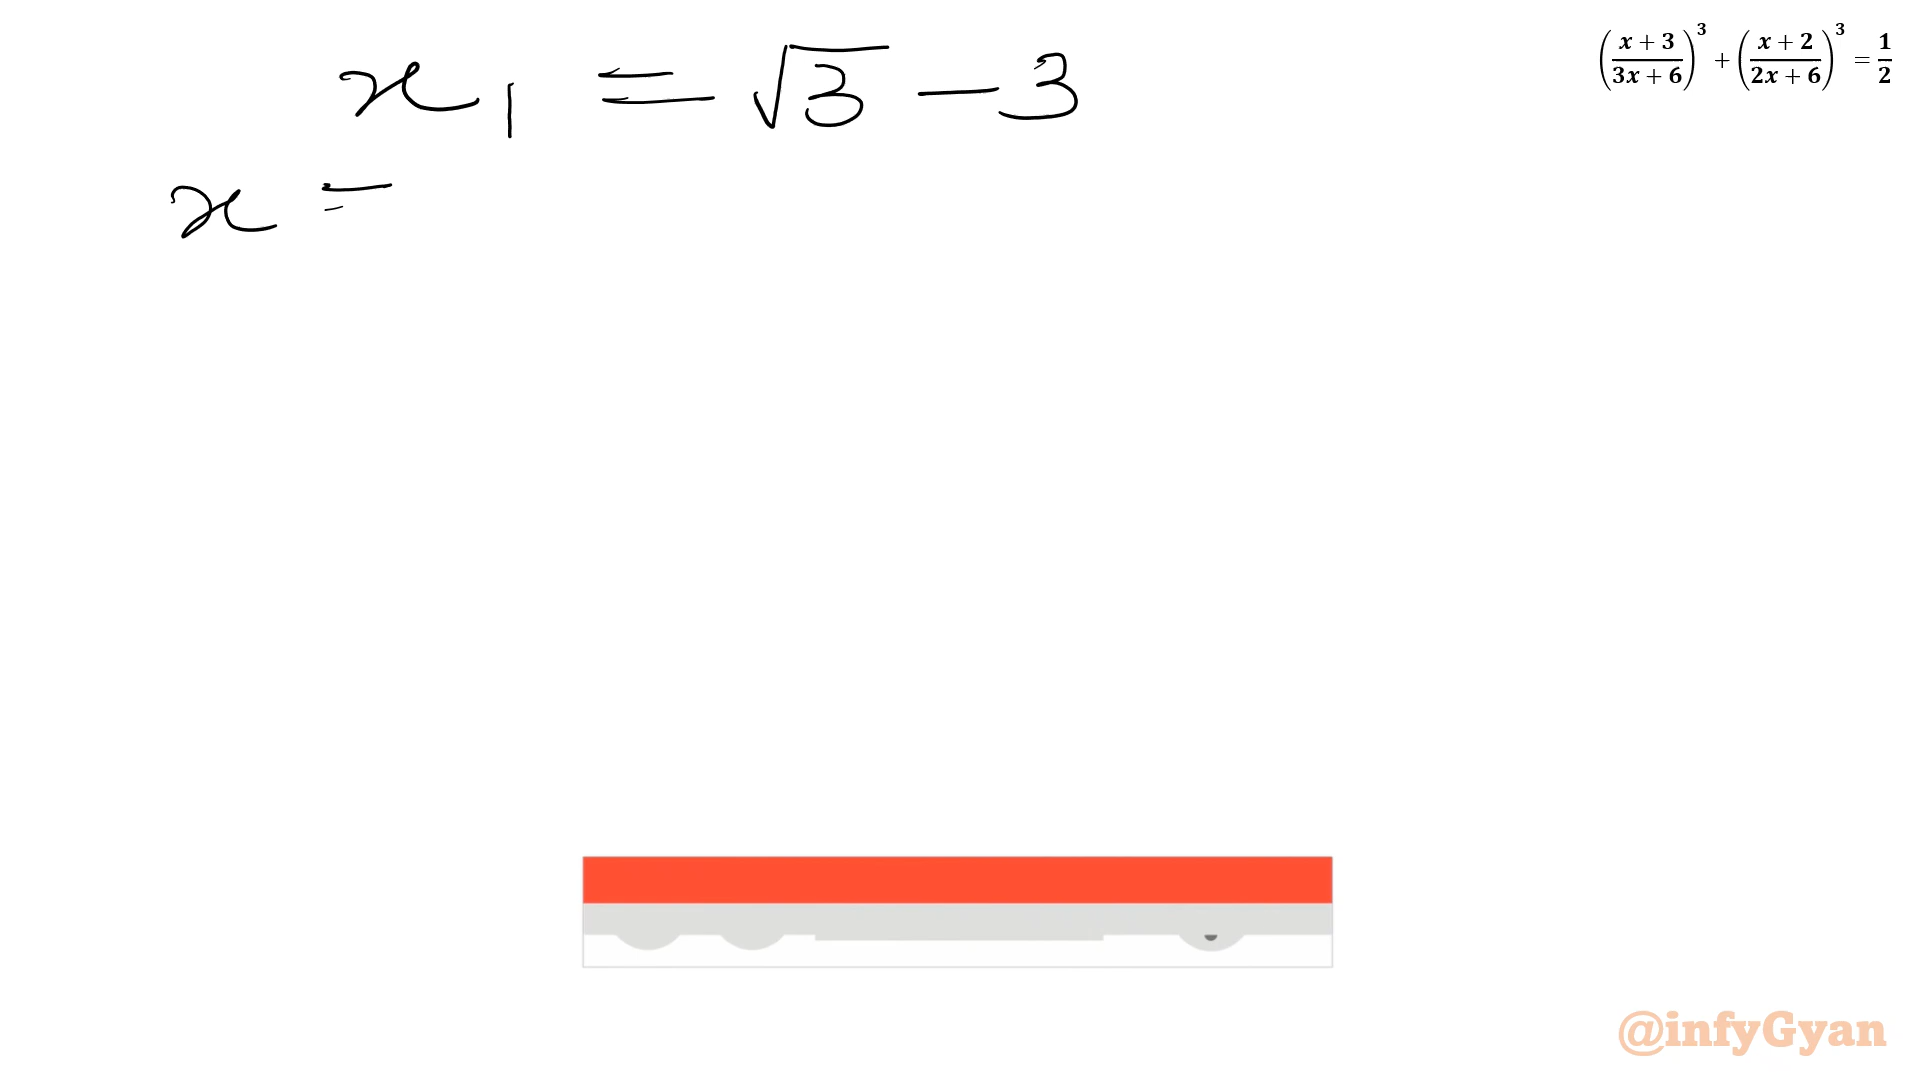 x₁ = √3 − 3
((x + 3)/(3x + 6))³ + ((x + 2)/(2x + 6))³ = 1/2
x =
@infyGyan